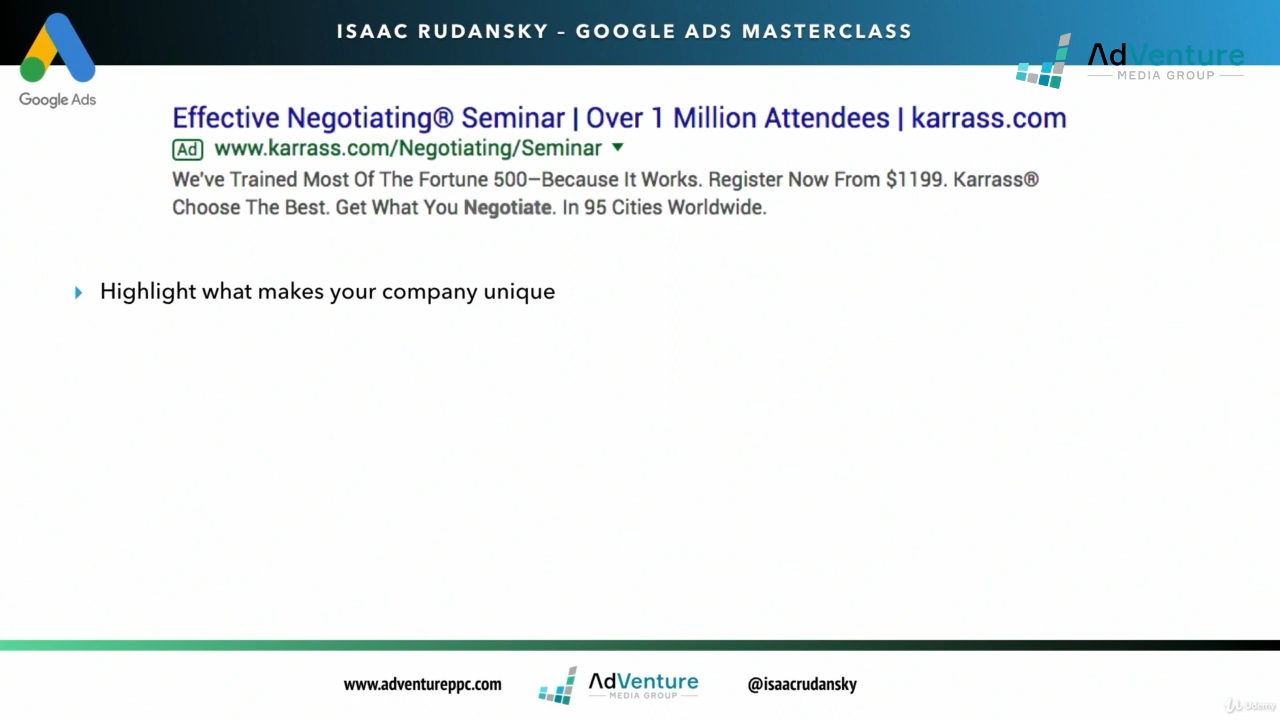 ISAAC RUDANSKY – GOOGLE ADS MASTERCLASS
AdVenture
MEDIA GROUP
Google Ads
Effective Negotiating® Seminar | Over 1 Million Attendees | karrass.com
Ad www.karrass.com/Negotiating/Seminar
We've Trained Most Of The Fortune 500–Because It Works. Register Now From $1199. Karrass®
Choose The Best. Get What You Negotiate. In 95 Cities Worldwide.
Highlight what makes your company unique
www.adventureppc.com
AdVenture
MEDIA GROUP
@isaacrudansky
Udemy